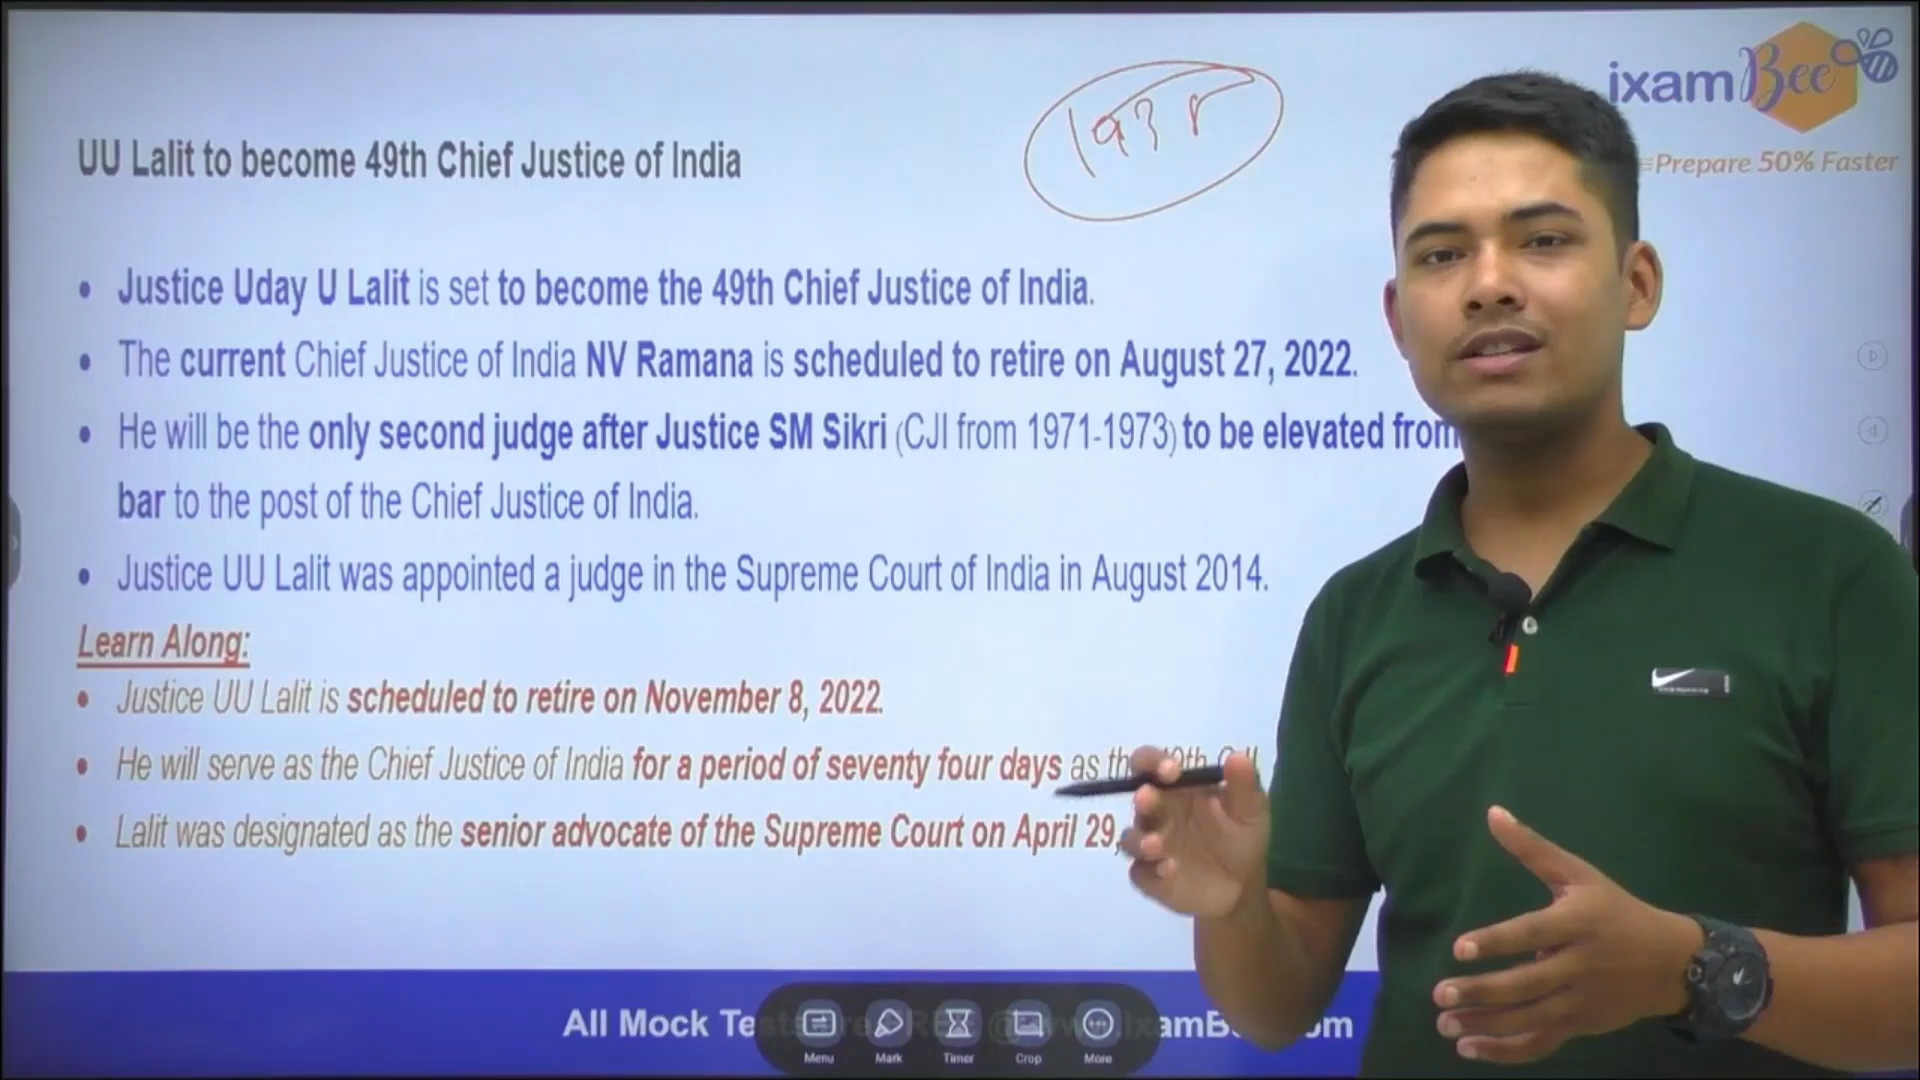 ixamBee
Prepare 50% Faster
1935
UU Lalit to become 49th Chief Justice of India
• Justice Uday U Lalit is set to become the 49th Chief Justice of India.
• The current Chief Justice of India NV Ramana is scheduled to retire on August 27, 2022.
• He will be the only second judge after Justice SM Sikri (CJI from 1971-1973) to be elevated from
bar to the post of the Chief Justice of India.
• Justice UU Lalit was appointed a judge in the Supreme Court of India in August 2014.
Learn Along:
• Justice UU Lalit is scheduled to retire on November 8, 2022.
• He will serve as the Chief Justice of India for a period of seventy four days as the 49th CJI
• Lalit was designated as the senior advocate of the Supreme Court on April 29,
All Mock Tests
Menu Mark Timer Crop More